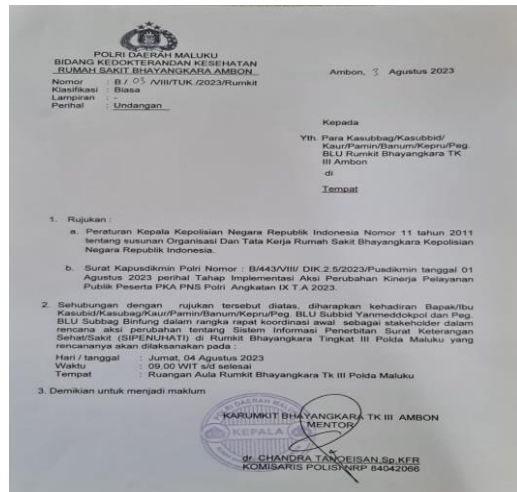 POLRI DAERAH MALUKU
BIDANG KEDOKTERANDAN KESEHATAN
RUMAH SAKIT BHAYANGKARA AMBON
Ambon, 3 Agustus 2023
Nomor : B / 03 /VIII/TUK./2023/Rumkit
Klasifikasi : Biasa
Lampiran : -
Perihal : Undangan
Kepada
Yth. Para Kasubbag/Kasubbid/
Kaur/Pamin/Banum/Kepru/Peg.
BLU Rumkit Bhayangkara TK
III Ambon
di
Tempat
1. Rujukan :
a. Peraturan Kepala Kepolisian Negara Republik Indonesia Nomor 11 tahun 2011
tentang susunan Organisasi Dan Tata Kerja Rumah Sakit Bhayangkara Kepolisian
Negara Republik Indonesia.
b. Surat Kapusdikmin Polri Nomor : B/443/VIII/ DIK.2.5/2023/Pusdikmin tanggal 01
Agustus 2023 perihal Tahap Implementasi Aksi Perubahan Kinerja Pelayanan
Publik Peserta PKA PNS Polri Angkatan IX T.A 2023.
2. Sehubungan dengan rujukan tersebut diatas, diharapkan kehadiran Bapak/Ibu
Kasubid/Kasubag/Kaur/Pamin/Banum/Kepru/Peg. BLU Subbid Yanmeddokpol dan Peg.
BLU Subbag Binfung dalam rangka rapat koordinasi awal sebagai stakeholder dalam
rencana aksi perubahan tentang Sistem Informasi Penerbitan Surat Keterangan
Sehat/Sakit (SIPENUHATI) di Rumkit Bhayangkara Tingkat III Polda Maluku yang
rencananya akan dilaksanakan pada :
Hari / tanggal : Jumat, 04 Agustus 2023
Waktu : 09.00 WIT s/d selesai
Tempat : Ruangan Aula Rumkit Bhayangkara Tk III Polda Maluku
3. Demikian untuk menjadi maklum
KARUMKIT BHAYANGKARA TK III AMBON
MENTOR
KEPALA
dr. CHANDRA TANOEISAN,Sp.KFR
KOMISARIS POLISI NRP 84042066